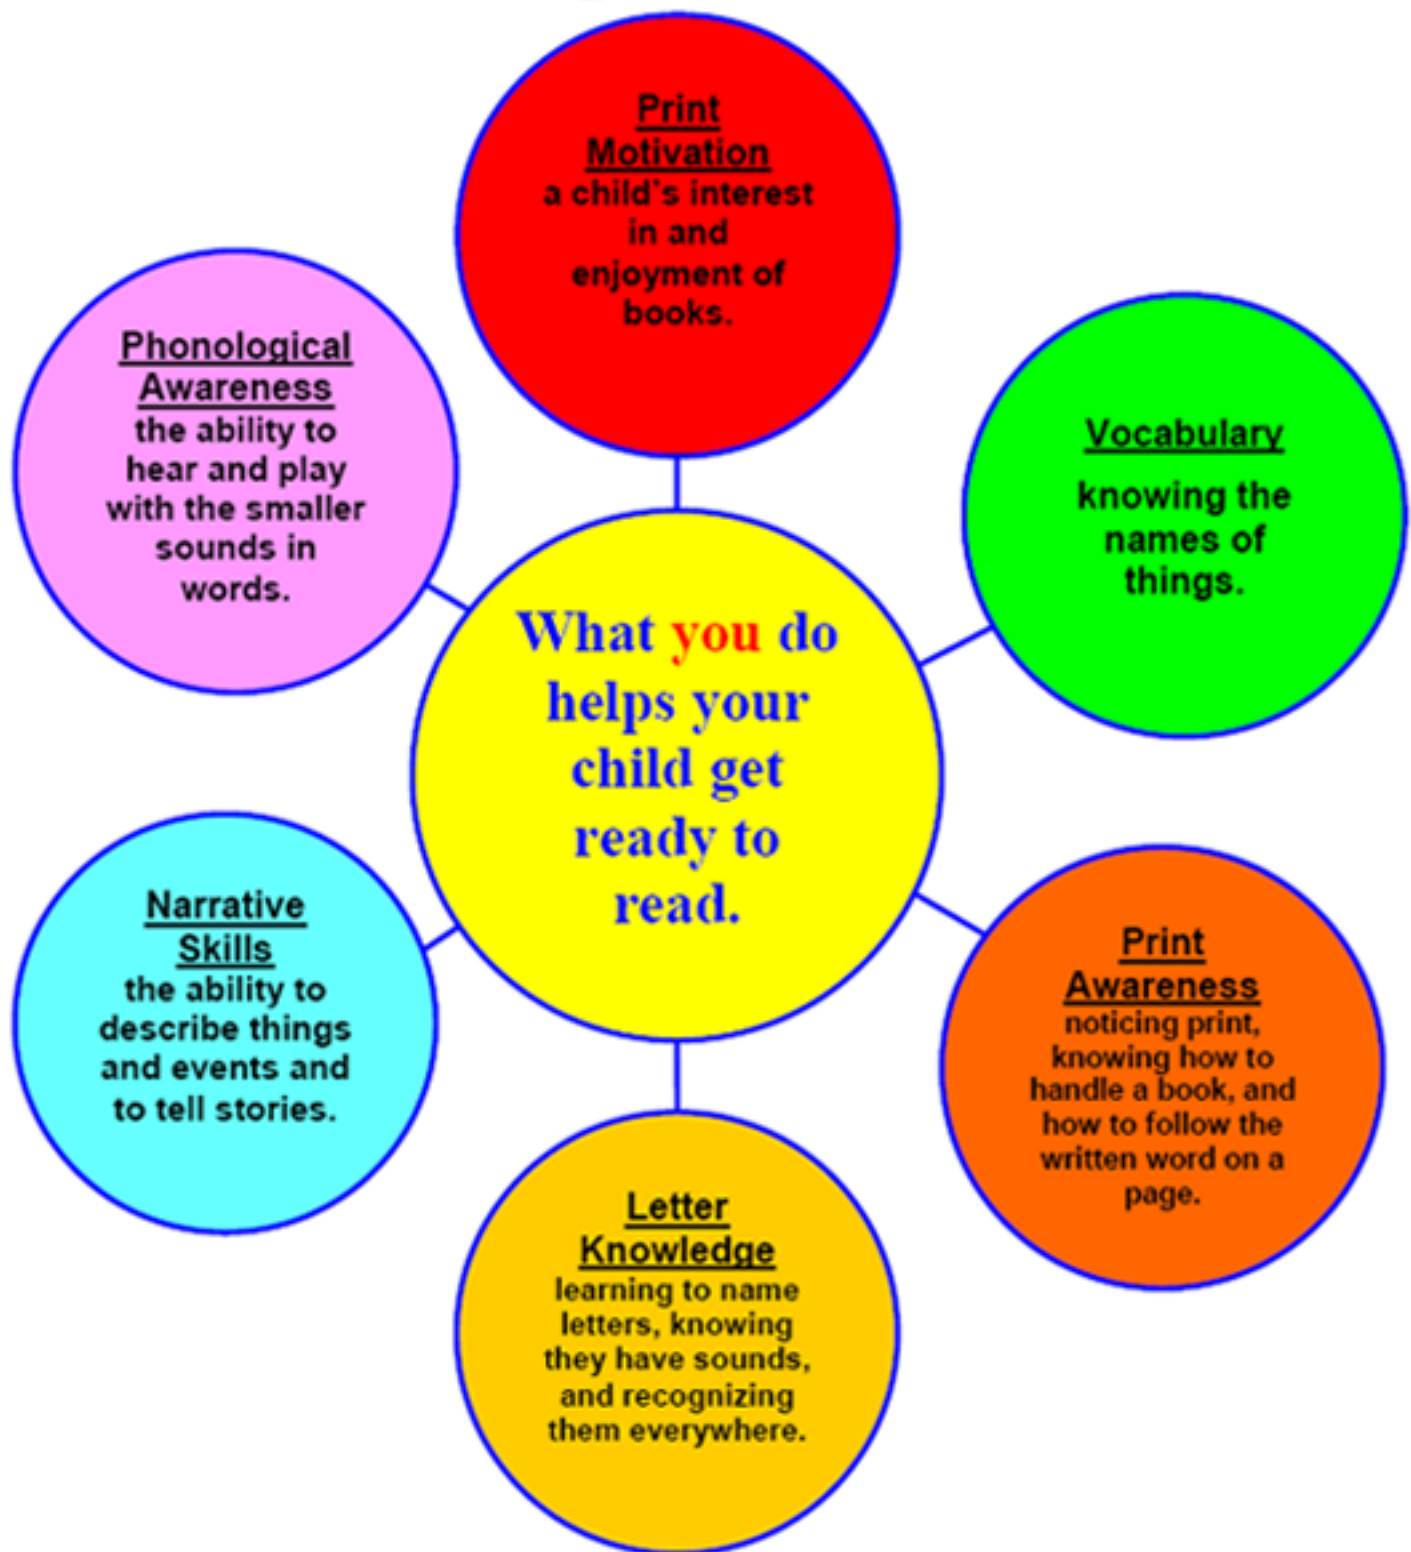 Print
Motivation
a child's interest
in and
enjoyment of
books.
Phonological
Awareness
the ability to
hear and play
with the smaller
sounds in
words.
Vocabulary
knowing the
names of
things.
What you do
helps your
child get
ready to
read.
Narrative
Skills
the ability to
describe things
and events and
to tell stories.
Print
Awareness
noticing print,
knowing how to
handle a book, and
how to follow the
written word on a
page.
Letter
Knowledge
learning to name
letters, knowing
they have sounds,
and recognizing
them everywhere.